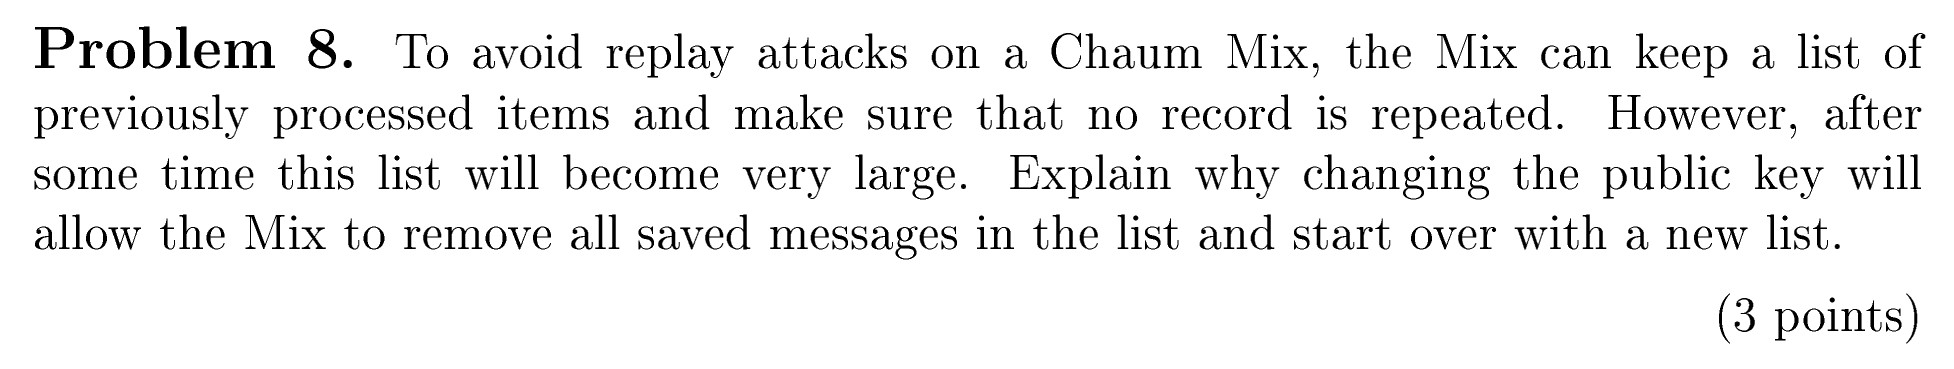 Problem 8. To avoid replay attacks on a Chaum Mix, the Mix can keep a list of
previously processed items and make sure that no record is repeated. However, after
some time this list will become very large. Explain why changing the public key will
allow the Mix to remove all saved messages in the list and start over with a new list.
(3 points)